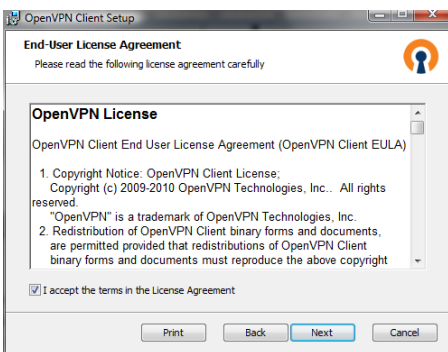 OpenVPN Client Setup
End-User License Agreement
Please read the following license agreement carefully
OpenVPN License
OpenVPN Client End User License Agreement (OpenVPN Client EULA)
1. Copyright Notice: OpenVPN Client License;
Copyright (c) 2009-2010 OpenVPN Technologies, Inc.. All rights
reserved.
"OpenVPN" is a trademark of OpenVPN Technologies, Inc.
2. Redistribution of OpenVPN Client binary forms and documents,
are permitted provided that redistributions of OpenVPN Client
binary forms and documents must reproduce the above copyright
I accept the terms in the License Agreement
Print Back Next Cancel